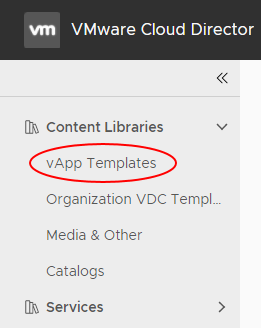 vm VMware Cloud Director
Content Libraries
vApp Templates
Organization VDC Templ...
Media & Other
Catalogs
Services